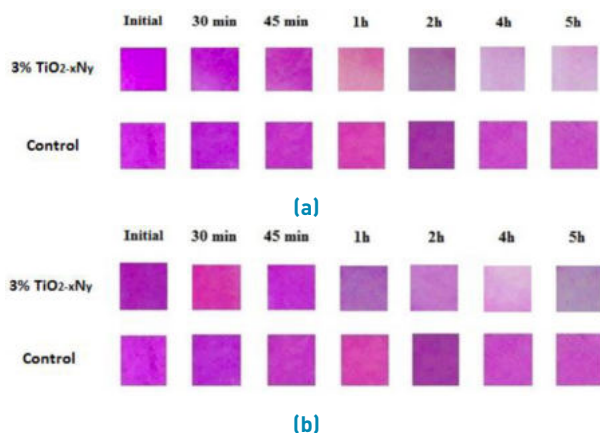 Initial 30 min 45 min 1h 2h 4h 5h
3% TiO2-xNy
Control
(a)
Initial 30 min 45 min 1h 2h 4h 5h
3% TiO2-xNy
Control
(b)